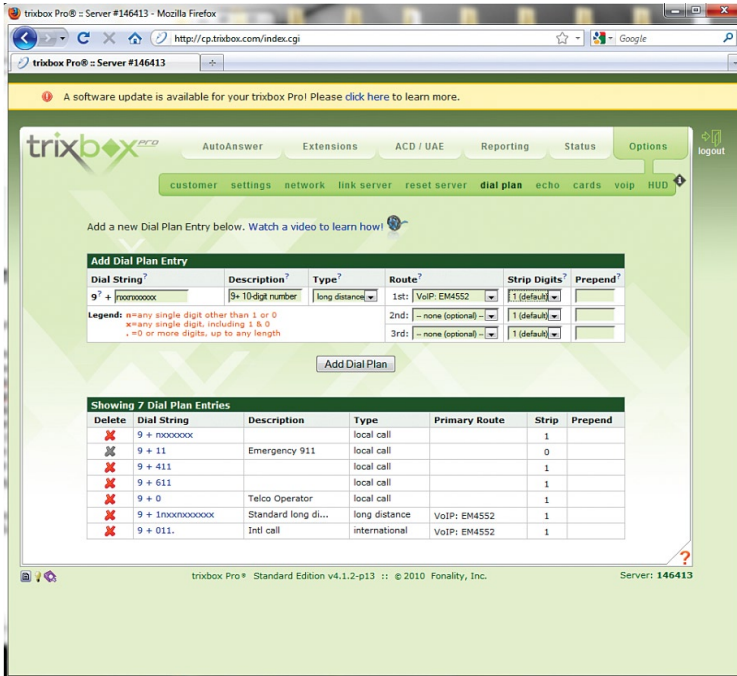 trixbox Pro® :: Server #146413 - Mozilla Firefox
http://cp.trixbox.com/index.cgi
Google
trixbox Pro® :: Server #146413
A software update is available for your trixbox Pro! Please click here to learn more.
trixbox PRO
AutoAnswer Extensions ACD / UAE Reporting Status Options
logout
customer settings network link server reset server dial plan echo cards voip HUD
Add a new Dial Plan Entry below. Watch a video to learn how!
Add Dial Plan Entry
Dial String? Description? Type? Route? Strip Digits? Prepend?
9? + nxxnxxxxxx 9+ 10-digit number long distance 1st: VoIP: EM4552 1 (default)
Legend: n=any single digit other than 1 or 0 2nd: -- none (optional) -- 1 (default)
x=any single digit, including 1 & 0
. =0 or more digits, up to any length 3rd: -- none (optional) -- 1 (default)
Add Dial Plan
Showing 7 Dial Plan Entries
Delete Dial String Description Type Primary Route Strip Prepend
9 + nxxxxxx local call 1
9 + 11 Emergency 911 local call 0
9 + 411 local call 1
9 + 611 local call 1
9 + 0 Telco Operator local call 1
9 + 1nxxnxxxxxx Standard long di... long distance VoIP: EM4552 1
9 + 011. Intl call international VoIP: EM4552 1
?
trixbox Pro® Standard Edition v4.1.2-p13 :: © 2010 Fonality, Inc. Server: 146413